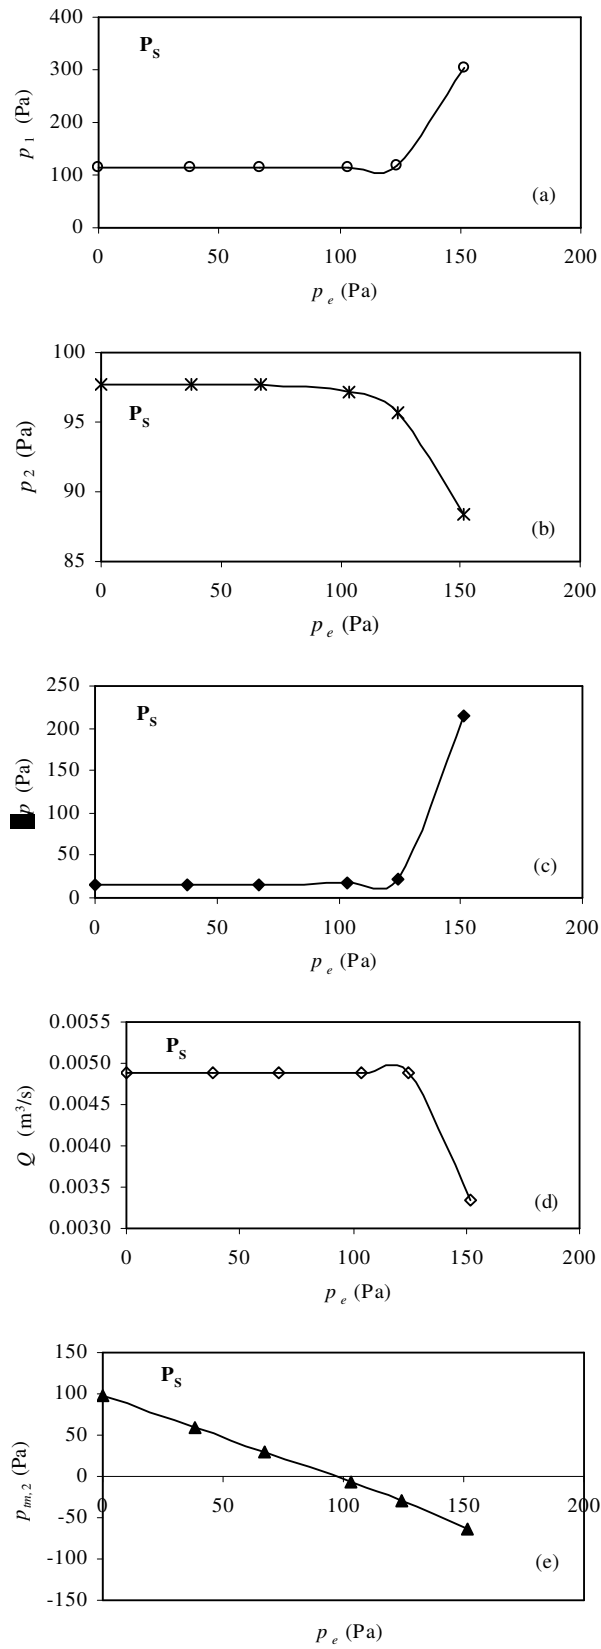 400
P_S
300
p_1 (Pa)
200
100
(a)
0
0 50 100 150 200
p_e (Pa)
100
95
P_S
p_2 (Pa)
90
(b)
85
0 50 100 150 200
p_e (Pa)
250
P_S
200
p (Pa)
150
100
50
(c)
0
0 50 100 150 200
p_e (Pa)
0.0055
P_S
0.0050
0.0045
Q (m³/s)
0.0040
0.0035
(d)
0.0030
0 50 100 150 200
p_e (Pa)
150
P_S
100
50
p_tm,2 (Pa)
0
0 50 100 150 200
-50
-100
(e)
-150
p_e (Pa)